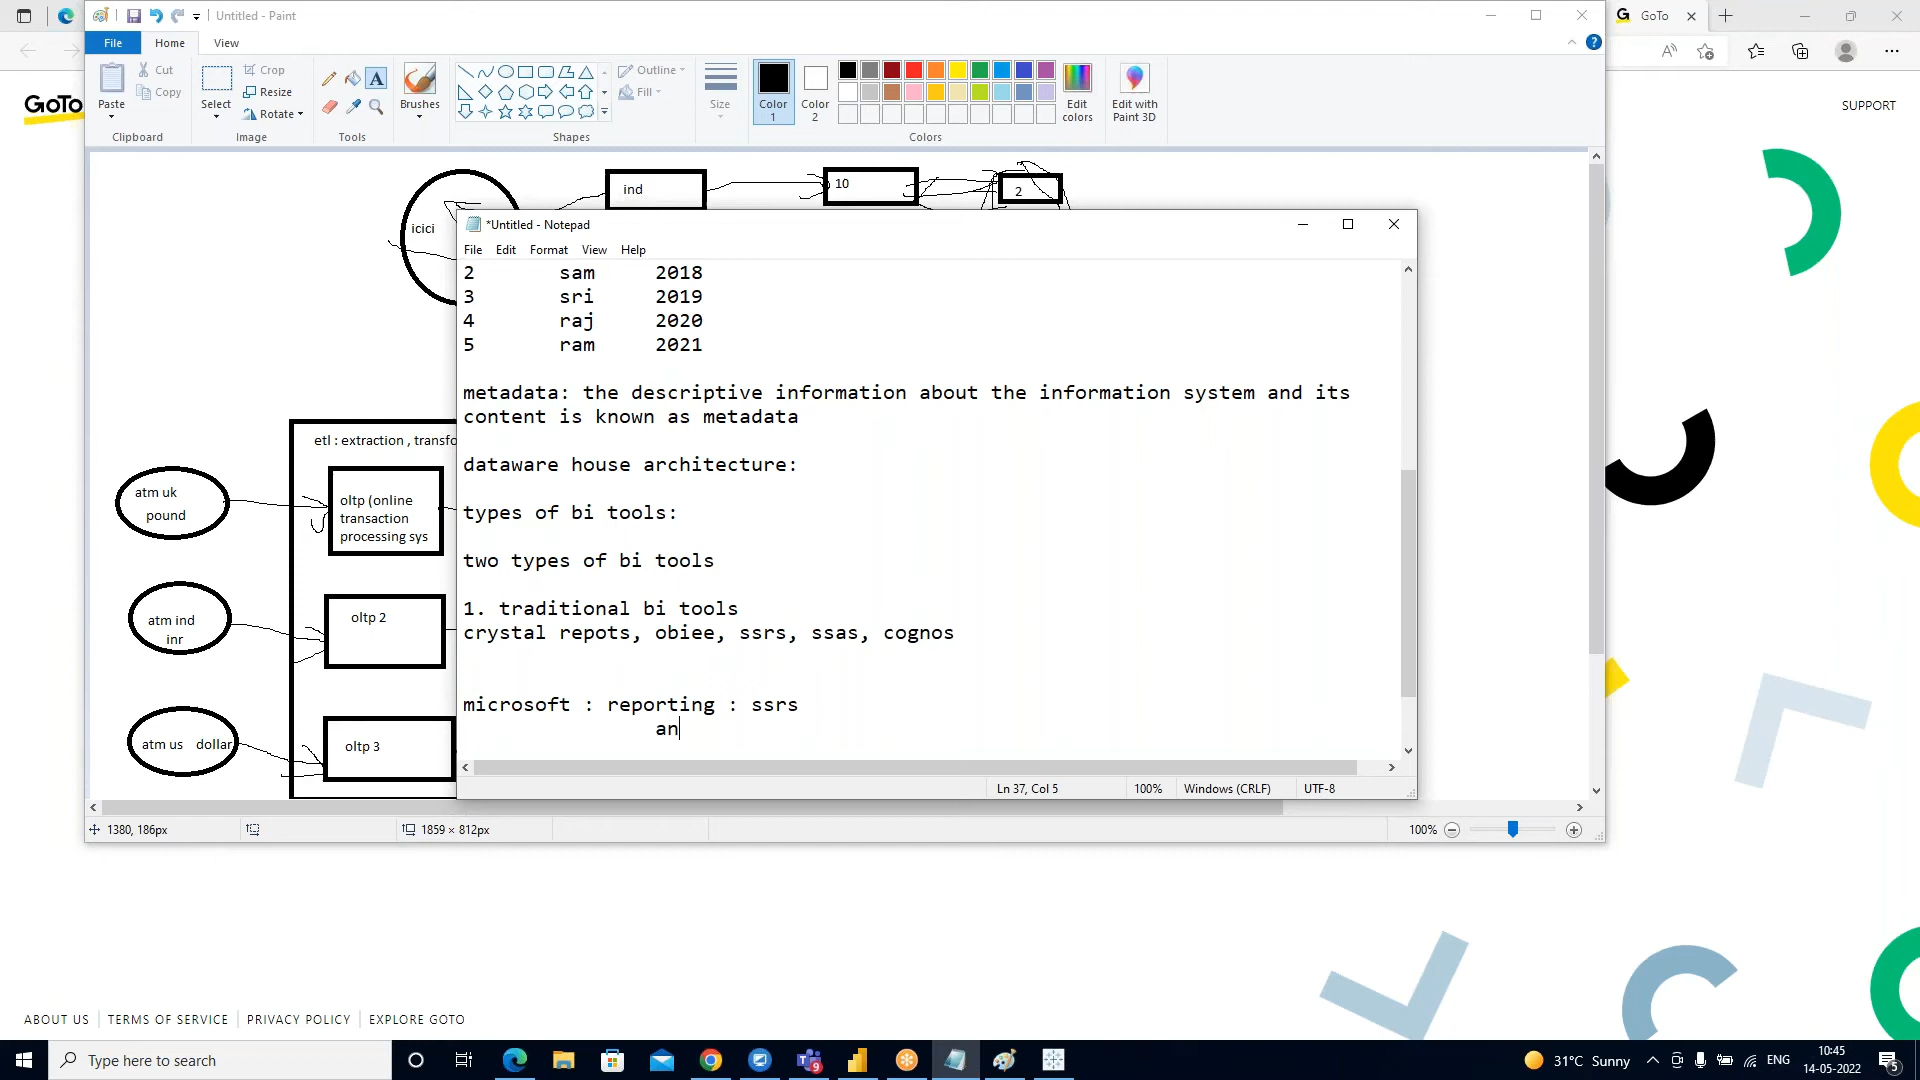 Untitled - Paint
GoTo
File
Home
View
Paste
Cut
Copy
Clipboard
Select
Crop
Resize
Rotate
Image
Tools
Brushes
Shapes
Outline
Fill
Size
Color 1
Color 2
Edit colors
Edit with Paint 3D
Colors
GoTo
SUPPORT
icici
ind
10
2
etl : extraction , transfo
atm uk
pound
oltp (online
transaction
processing sys
atm ind
inr
oltp 2
atm us dollar
oltp 3
*Untitled - Notepad
File Edit Format View Help
2 sam 2018
3 sri 2019
4 raj 2020
5 ram 2021
metadata: the descriptive information about the information system and its
content is known as metadata
dataware house architecture:
types of bi tools:
two types of bi tools
1. traditional bi tools
crystal repots, obiee, ssrs, ssas, cognos
microsoft : reporting : ssrs
an
Ln 37, Col 5
100%
Windows (CRLF)
UTF-8
1380, 186px
1859 × 812px
100%
ABOUT US
TERMS OF SERVICE
PRIVACY POLICY
EXPLORE GOTO
Type here to search
9
31°C Sunny
ENG
10:45
14-05-2022
5